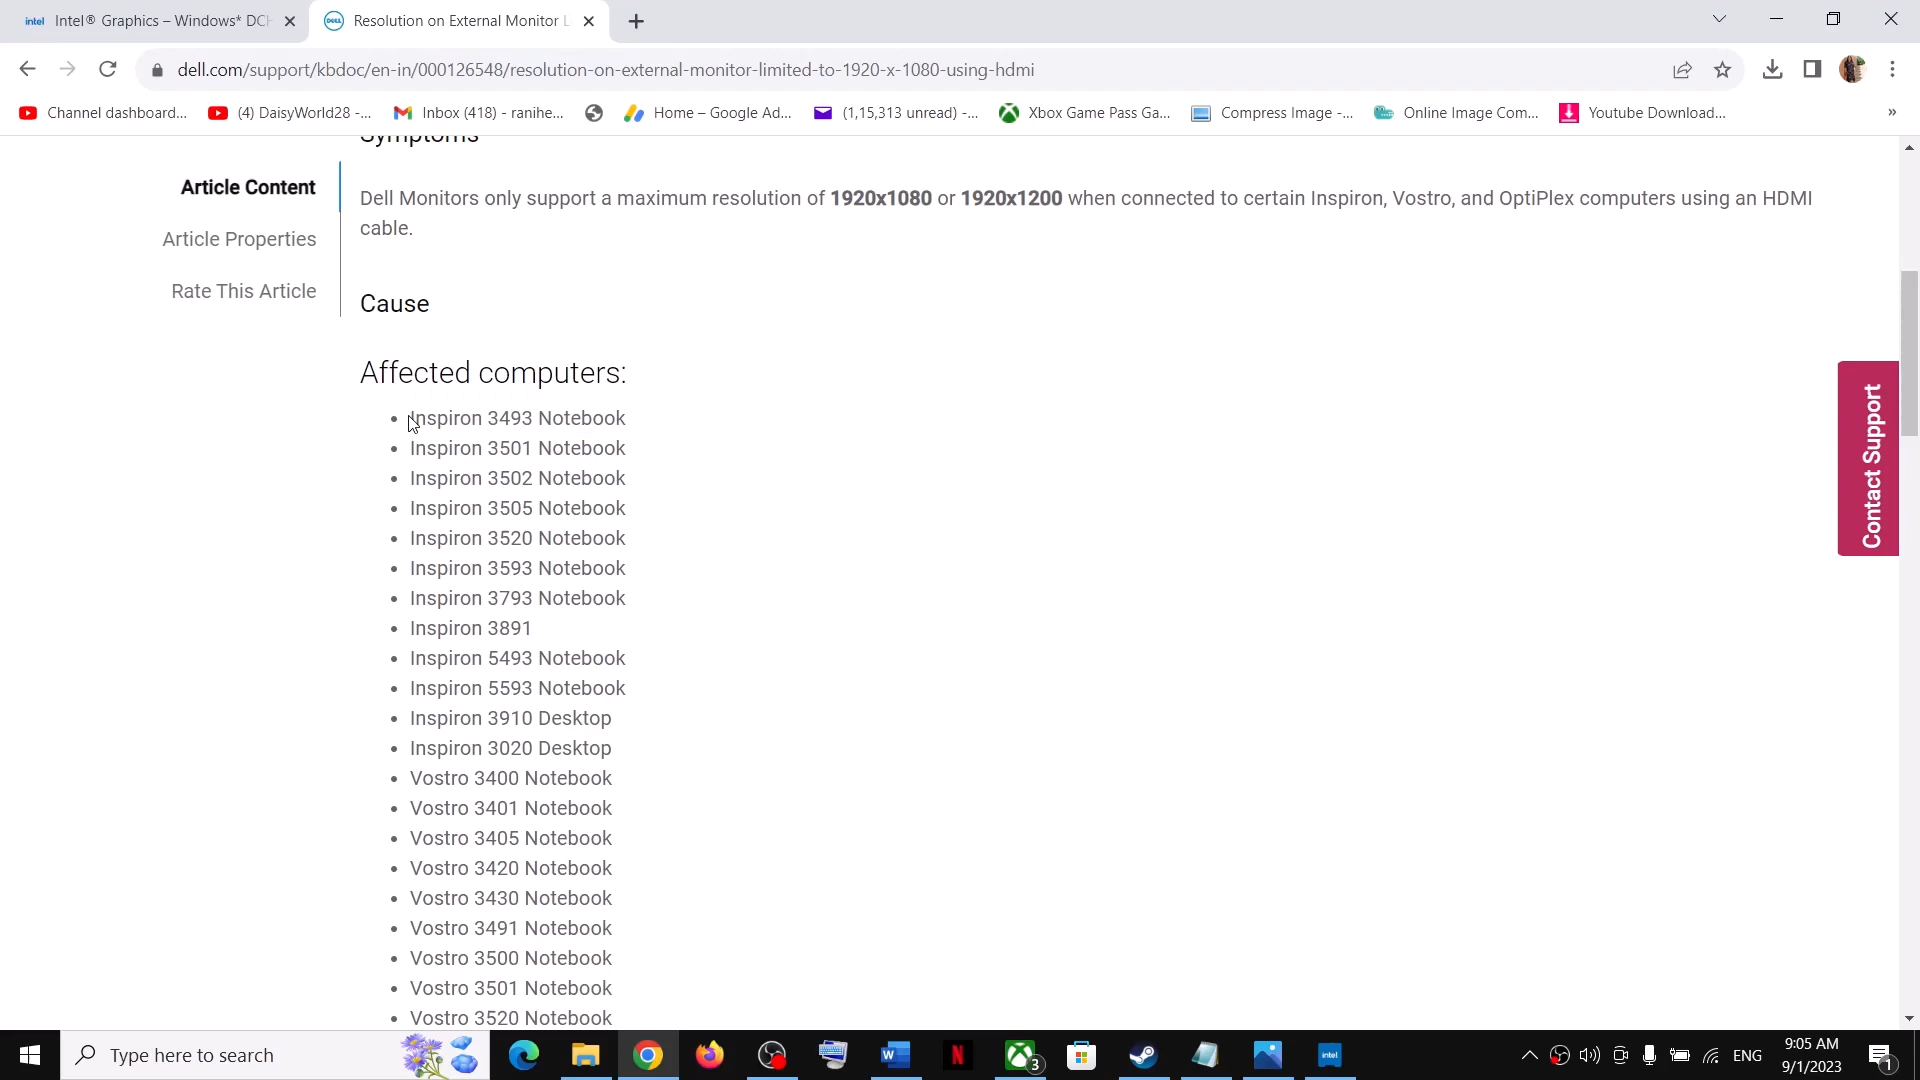 intel Intel® Graphics – Windows* DCH
DELL Resolution on External Monitor L
dell.com/support/kbdoc/en-in/000126548/resolution-on-external-monitor-limited-to-1920-x-1080-using-hdmi
Channel dashboard...
(4) DaisyWorld28 -...
Inbox (418) - ranihe...
Home – Google Ad...
(1,15,313 unread) -...
Xbox Game Pass Ga...
Compress Image -...
Online Image Com...
Youtube Download...
»
Symptoms
Article Content
Article Properties
Rate This Article
Dell Monitors only support a maximum resolution of 1920x1080 or 1920x1200 when connected to certain Inspiron, Vostro, and OptiPlex computers using an HDMI
cable.
Cause
Affected computers:
• Inspiron 3493 Notebook
• Inspiron 3501 Notebook
• Inspiron 3502 Notebook
• Inspiron 3505 Notebook
• Inspiron 3520 Notebook
• Inspiron 3593 Notebook
• Inspiron 3793 Notebook
• Inspiron 3891
• Inspiron 5493 Notebook
• Inspiron 5593 Notebook
• Inspiron 3910 Desktop
• Inspiron 3020 Desktop
• Vostro 3400 Notebook
• Vostro 3401 Notebook
• Vostro 3405 Notebook
• Vostro 3420 Notebook
• Vostro 3430 Notebook
• Vostro 3491 Notebook
• Vostro 3500 Notebook
• Vostro 3501 Notebook
• Vostro 3520 Notebook
Contact Support
Type here to search
W
N
3
intel
ENG
9:05 AM
9/1/2023
1